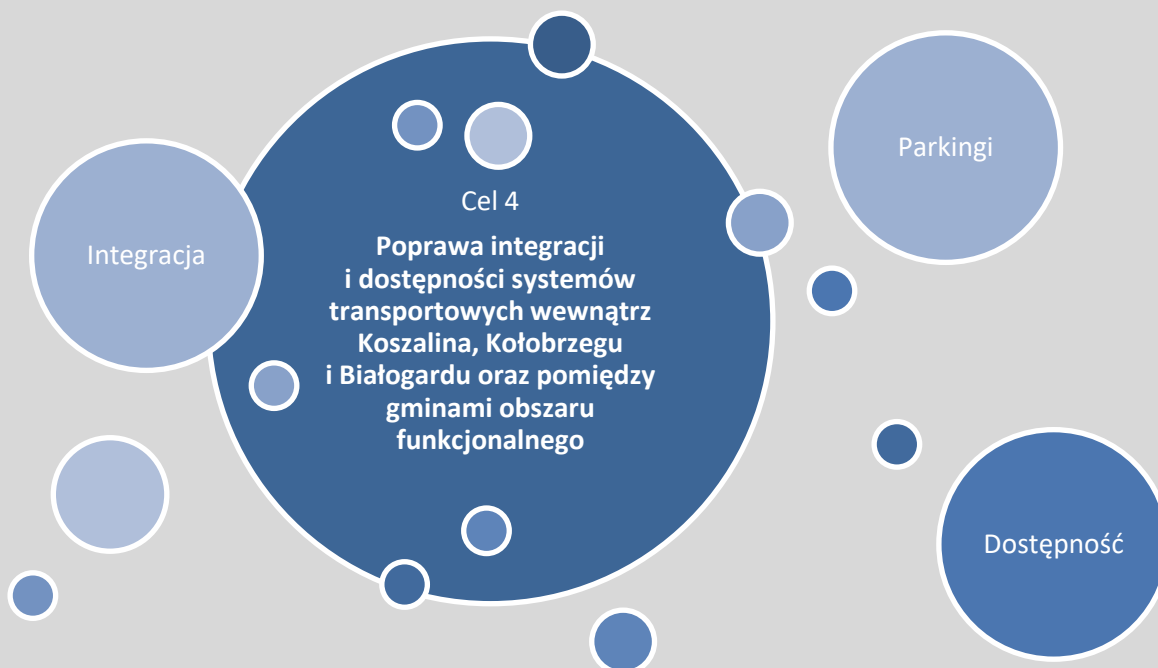 Parkingi
Integracja
Cel 4
Poprawa integracji
i dostępności systemów
transportowych wewnątrz
Koszalina, Kołobrzegu
i Białogardu oraz pomiędzy
gminami obszaru
funkcjonalnego
Dostępność